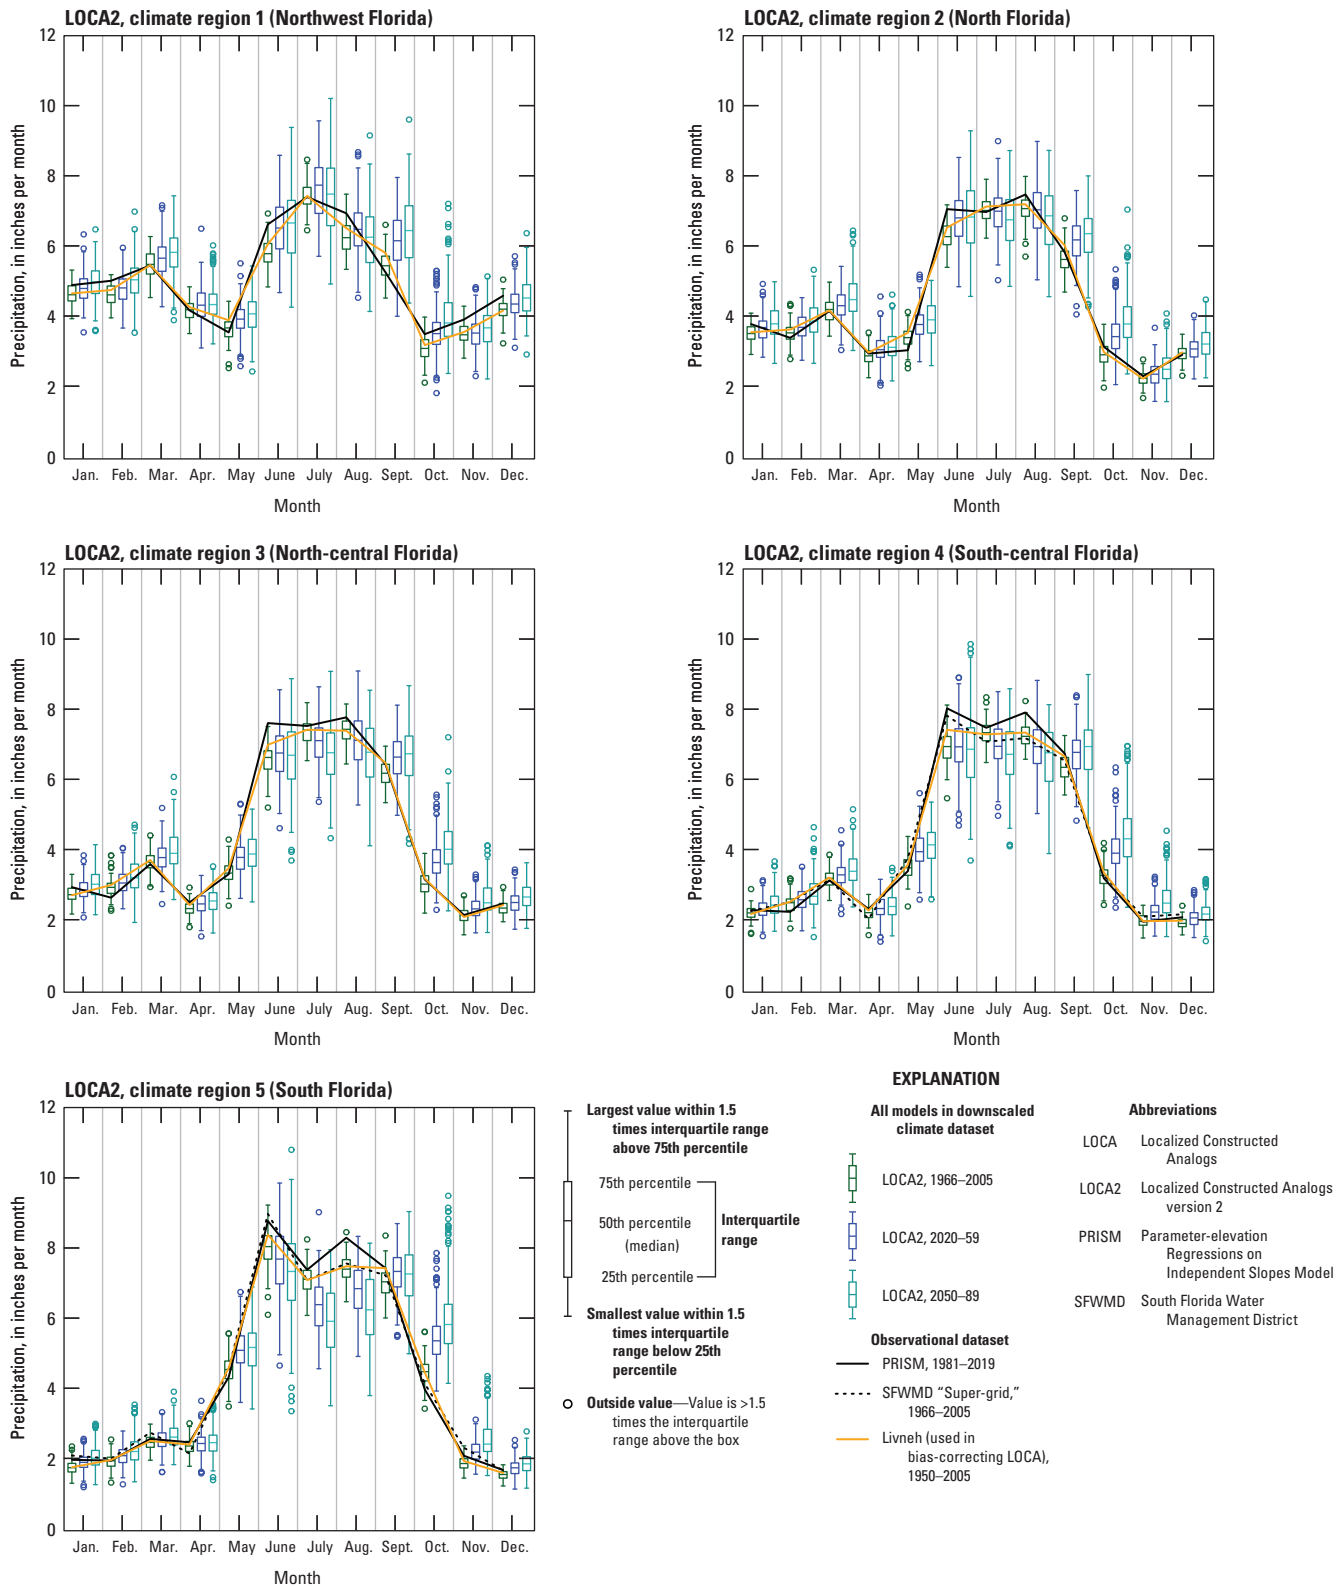 LOCA2, climate region 1 (Northwest Florida)
12
10
8
6
4
2
0
Precipitation, in inches per month
Jan. Feb. Mar. Apr. May June July Aug. Sept. Oct. Nov. Dec.
Month
LOCA2, climate region 2 (North Florida)
12
10
8
6
4
2
0
Precipitation, in inches per month
Jan. Feb. Mar. Apr. May June July Aug. Sept. Oct. Nov. Dec.
Month
LOCA2, climate region 3 (North-central Florida)
12
10
8
6
4
2
0
Precipitation, in inches per month
Jan. Feb. Mar. Apr. May June July Aug. Sept. Oct. Nov. Dec.
Month
LOCA2, climate region 4 (South-central Florida)
12
10
8
6
4
2
0
Precipitation, in inches per month
Jan. Feb. Mar. Apr. May June July Aug. Sept. Oct. Nov. Dec.
Month
LOCA2, climate region 5 (South Florida)
12
10
8
6
4
2
0
Precipitation, in inches per month
Jan. Feb. Mar. Apr. May June July Aug. Sept. Oct. Nov. Dec.
Month
EXPLANATION
Largest value within 1.5
times interquartile range
above 75th percentile
75th percentile
50th percentile
(median)
25th percentile
Interquartile
range
Smallest value within 1.5
times interquartile
range below 25th
percentile
Outside value—Value is >1.5
times the interquartile
range above the box
All models in downscaled
climate dataset
LOCA2, 1966–2005
LOCA2, 2020–59
LOCA2, 2050–89
Observational dataset
PRISM, 1981–2019
SFWMD “Super-grid,”
1966–2005
Livneh (used in
bias-correcting LOCA),
1950–2005
Abbreviations
LOCA Localized Constructed
Analogs
LOCA2 Localized Constructed Analogs
version 2
PRISM Parameter-elevation
Regressions on
Independent Slopes Model
SFWMD South Florida Water
Management District